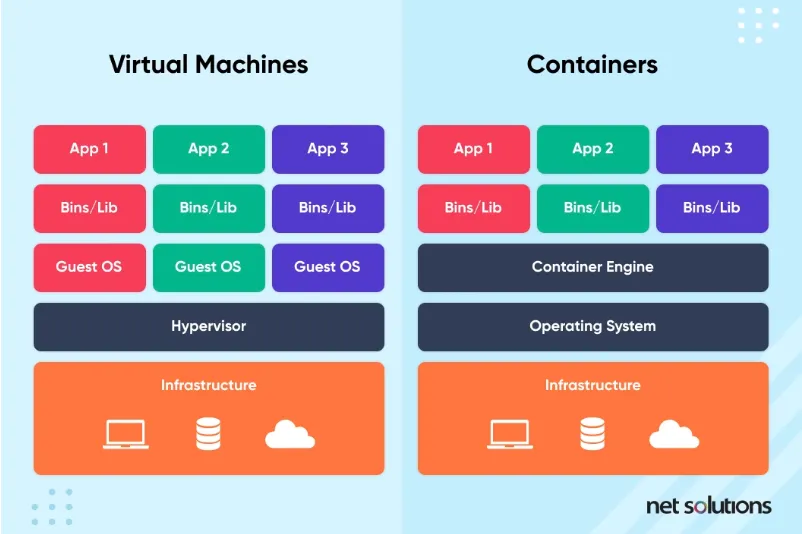 Virtual Machines
App 1 App 2 App 3
Bins/Lib Bins/Lib Bins/Lib
Guest OS Guest OS Guest OS
Hypervisor
Infrastructure
Containers
App 1 App 2 App 3
Bins/Lib Bins/Lib Bins/Lib
Container Engine
Operating System
Infrastructure
net solutions